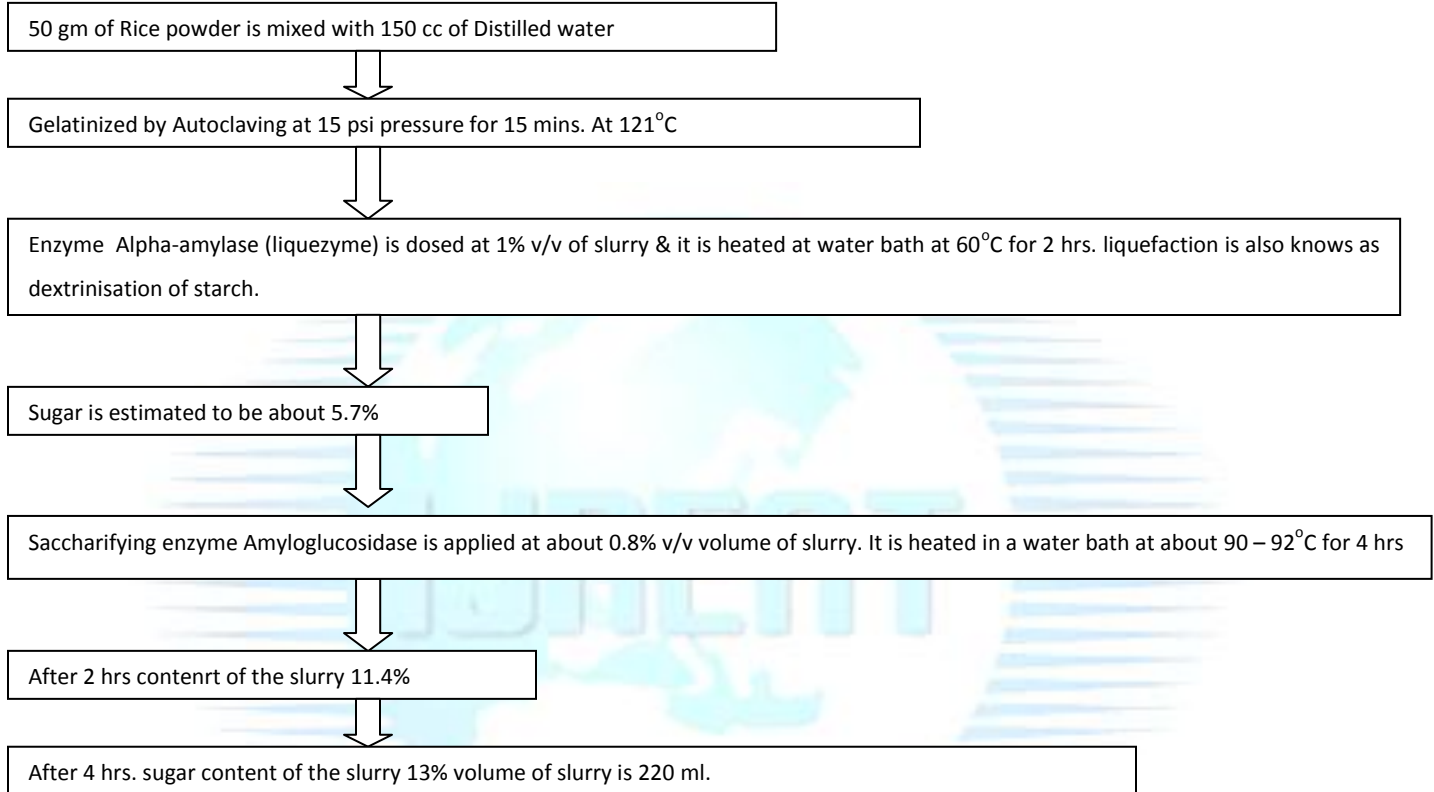 50 gm of Rice powder is mixed with 150 cc of Distilled water
Gelatinized by Autoclaving at 15 psi pressure for 15 mins. At 121°C
Enzyme Alpha-amylase (liquezyme) is dosed at 1% v/v of slurry & it is heated at water bath at 60°C for 2 hrs. liquefaction is also knows as
dextrinisation of starch.
Sugar is estimated to be about 5.7%
Saccharifying enzyme Amyloglucosidase is applied at about 0.8% v/v volume of slurry. It is heated in a water bath at about 90 – 92°C for 4 hrs
IJREAT
After 2 hrs contenrt of the slurry 11.4%
After 4 hrs. sugar content of the slurry 13% volume of slurry is 220 ml.